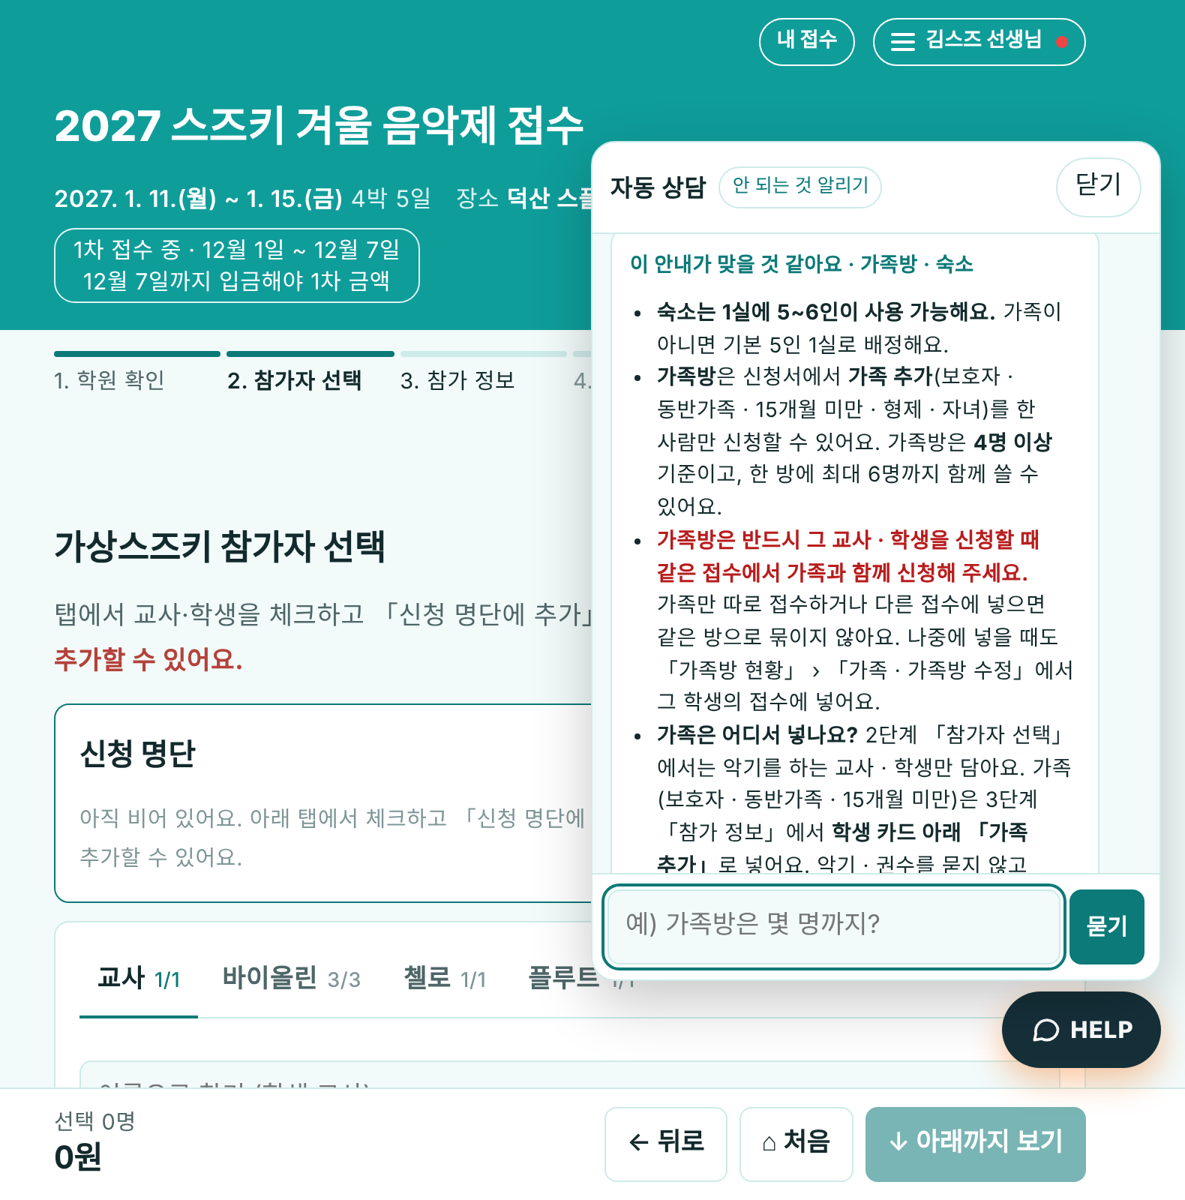 내 접수
김스즈 선생님
2027 스즈키 겨울 음악제 접수
2027. 1. 11.(월) ~ 1. 15.(금) 4박 5일 장소 덕산 스플
1차 접수 중 · 12월 1일 ~ 12월 7일
12월 7일까지 입금해야 1차 금액
1. 학원 확인
2. 참가자 선택
3. 참가 정보
4.
가상스즈키 참가자 선택
탭에서 교사·학생을 체크하고 「신청 명단에 추가」
추가할 수 있어요.
신청 명단
아직 비어 있어요. 아래 탭에서 체크하고 「신청 명단에
추가할 수 있어요.
교사 1/1
바이올린 3/3
첼로 1/1
플루트 1/1
자동 상담
안 되는 것 알리기
닫기
이 안내가 맞을 것 같아요 · 가족방 · 숙소
• 숙소는 1실에 5~6인이 사용 가능해요. 가족이
아니면 기본 5인 1실로 배정해요.
• 가족방은 신청서에서 가족 추가(보호자 ·
동반가족 · 15개월 미만 · 형제 · 자녀)를 한
사람만 신청할 수 있어요. 가족방은 4명 이상
기준이고, 한 방에 최대 6명까지 함께 쓸 수
있어요.
• 가족방은 반드시 그 교사 · 학생을 신청할 때
같은 접수에서 가족과 함께 신청해 주세요.
가족만 따로 접수하거나 다른 접수에 넣으면
같은 방으로 묶이지 않아요. 나중에 넣을 때도
「가족방 현황」 › 「가족 · 가족방 수정」에서
그 학생의 접수에 넣어요.
• 가족은 어디서 넣나요? 2단계 「참가자 선택」
에서는 악기를 하는 교사 · 학생만 담아요. 가족
(보호자 · 동반가족 · 15개월 미만)은 3단계
「참가 정보」에서 학생 카드 아래 「가족
추가」로 넣어요. 악기 · 권수를 묻지 않고
예) 가족방은 몇 명까지?
묻기
HELP
선택 0명
0원
← 뒤로
⌂ 처음
↓ 아래까지 보기